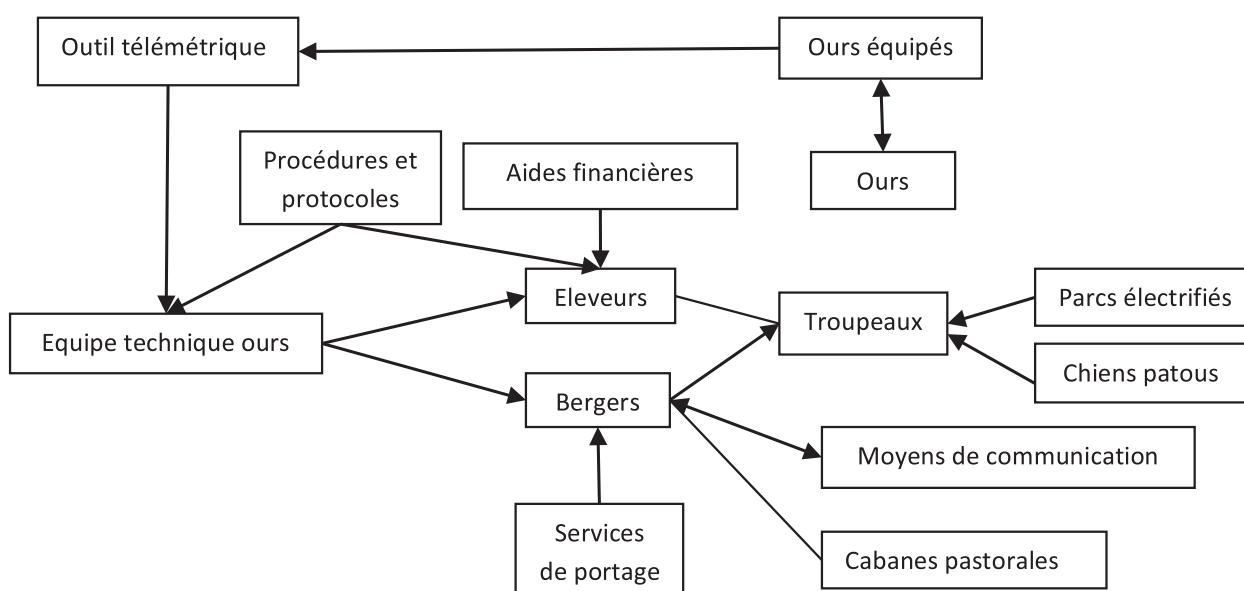 Outil télémétrique
Ours équipés
Procédures et
protocoles
Aides financières
Ours
Eleveurs
Troupeaux
Parcs électrifiés
Equipe technique ours
Chiens patous
Bergers
Moyens de communication
Services
de portage
Cabanes pastorales